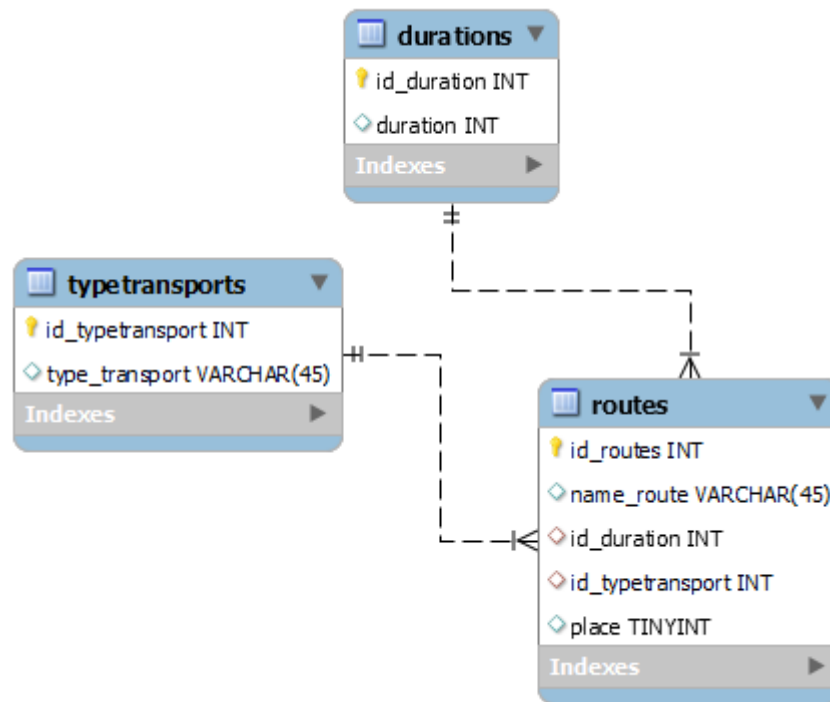 durations
id_duration INT
duration INT
Indexes
typetransports
id_typetransport INT
type_transport VARCHAR(45)
Indexes
routes
id_routes INT
name_route VARCHAR(45)
id_duration INT
id_typetransport INT
place TINYINT
Indexes